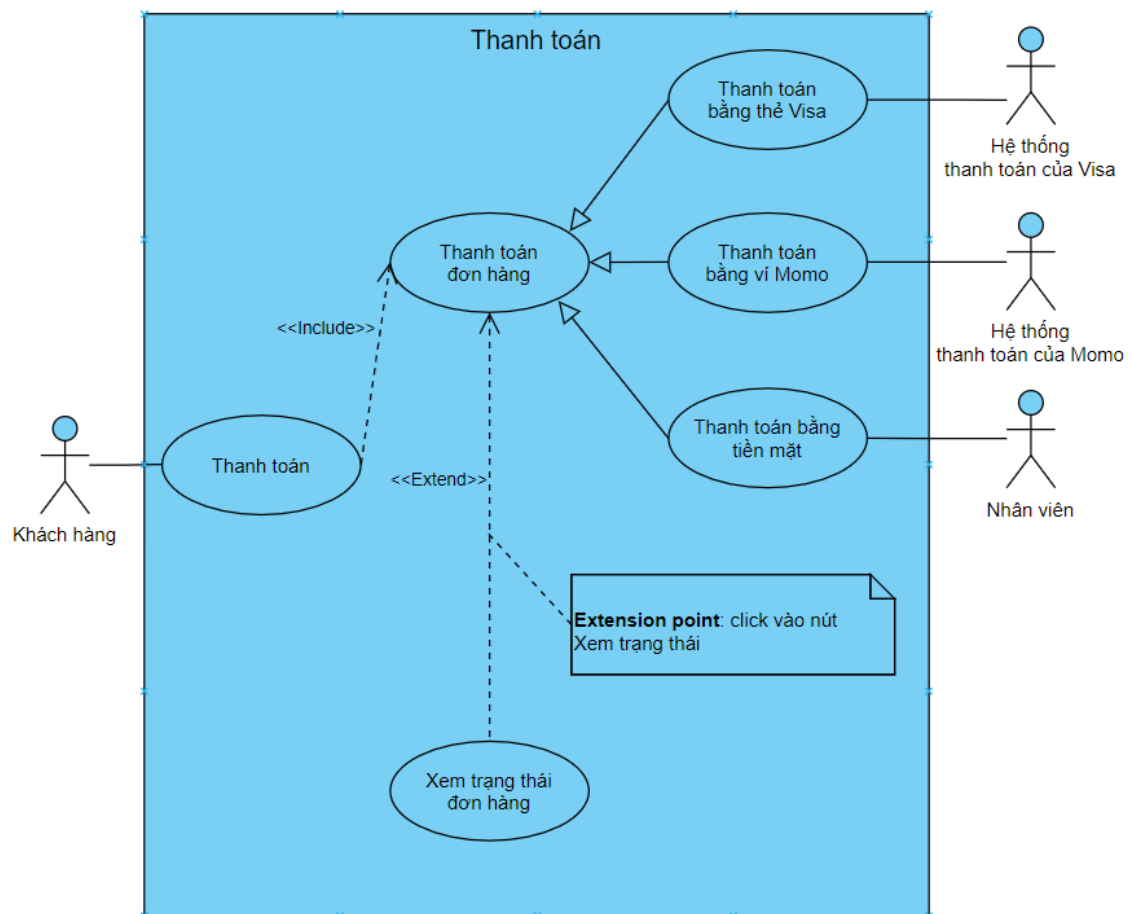 Thanh toán
Thanh toán
bằng thẻ Visa
Hệ thống
thanh toán của Visa
Thanh toán
đơn hàng
Thanh toán
bằng ví Momo
Hệ thống
thanh toán của Momo
<<Include>>
Thanh toán bằng
tiền mặt
Nhân viên
Khách hàng
Thanh toán
<<Extend>>
Extension point: click vào nút
Xem trạng thái
Xem trạng thái
đơn hàng